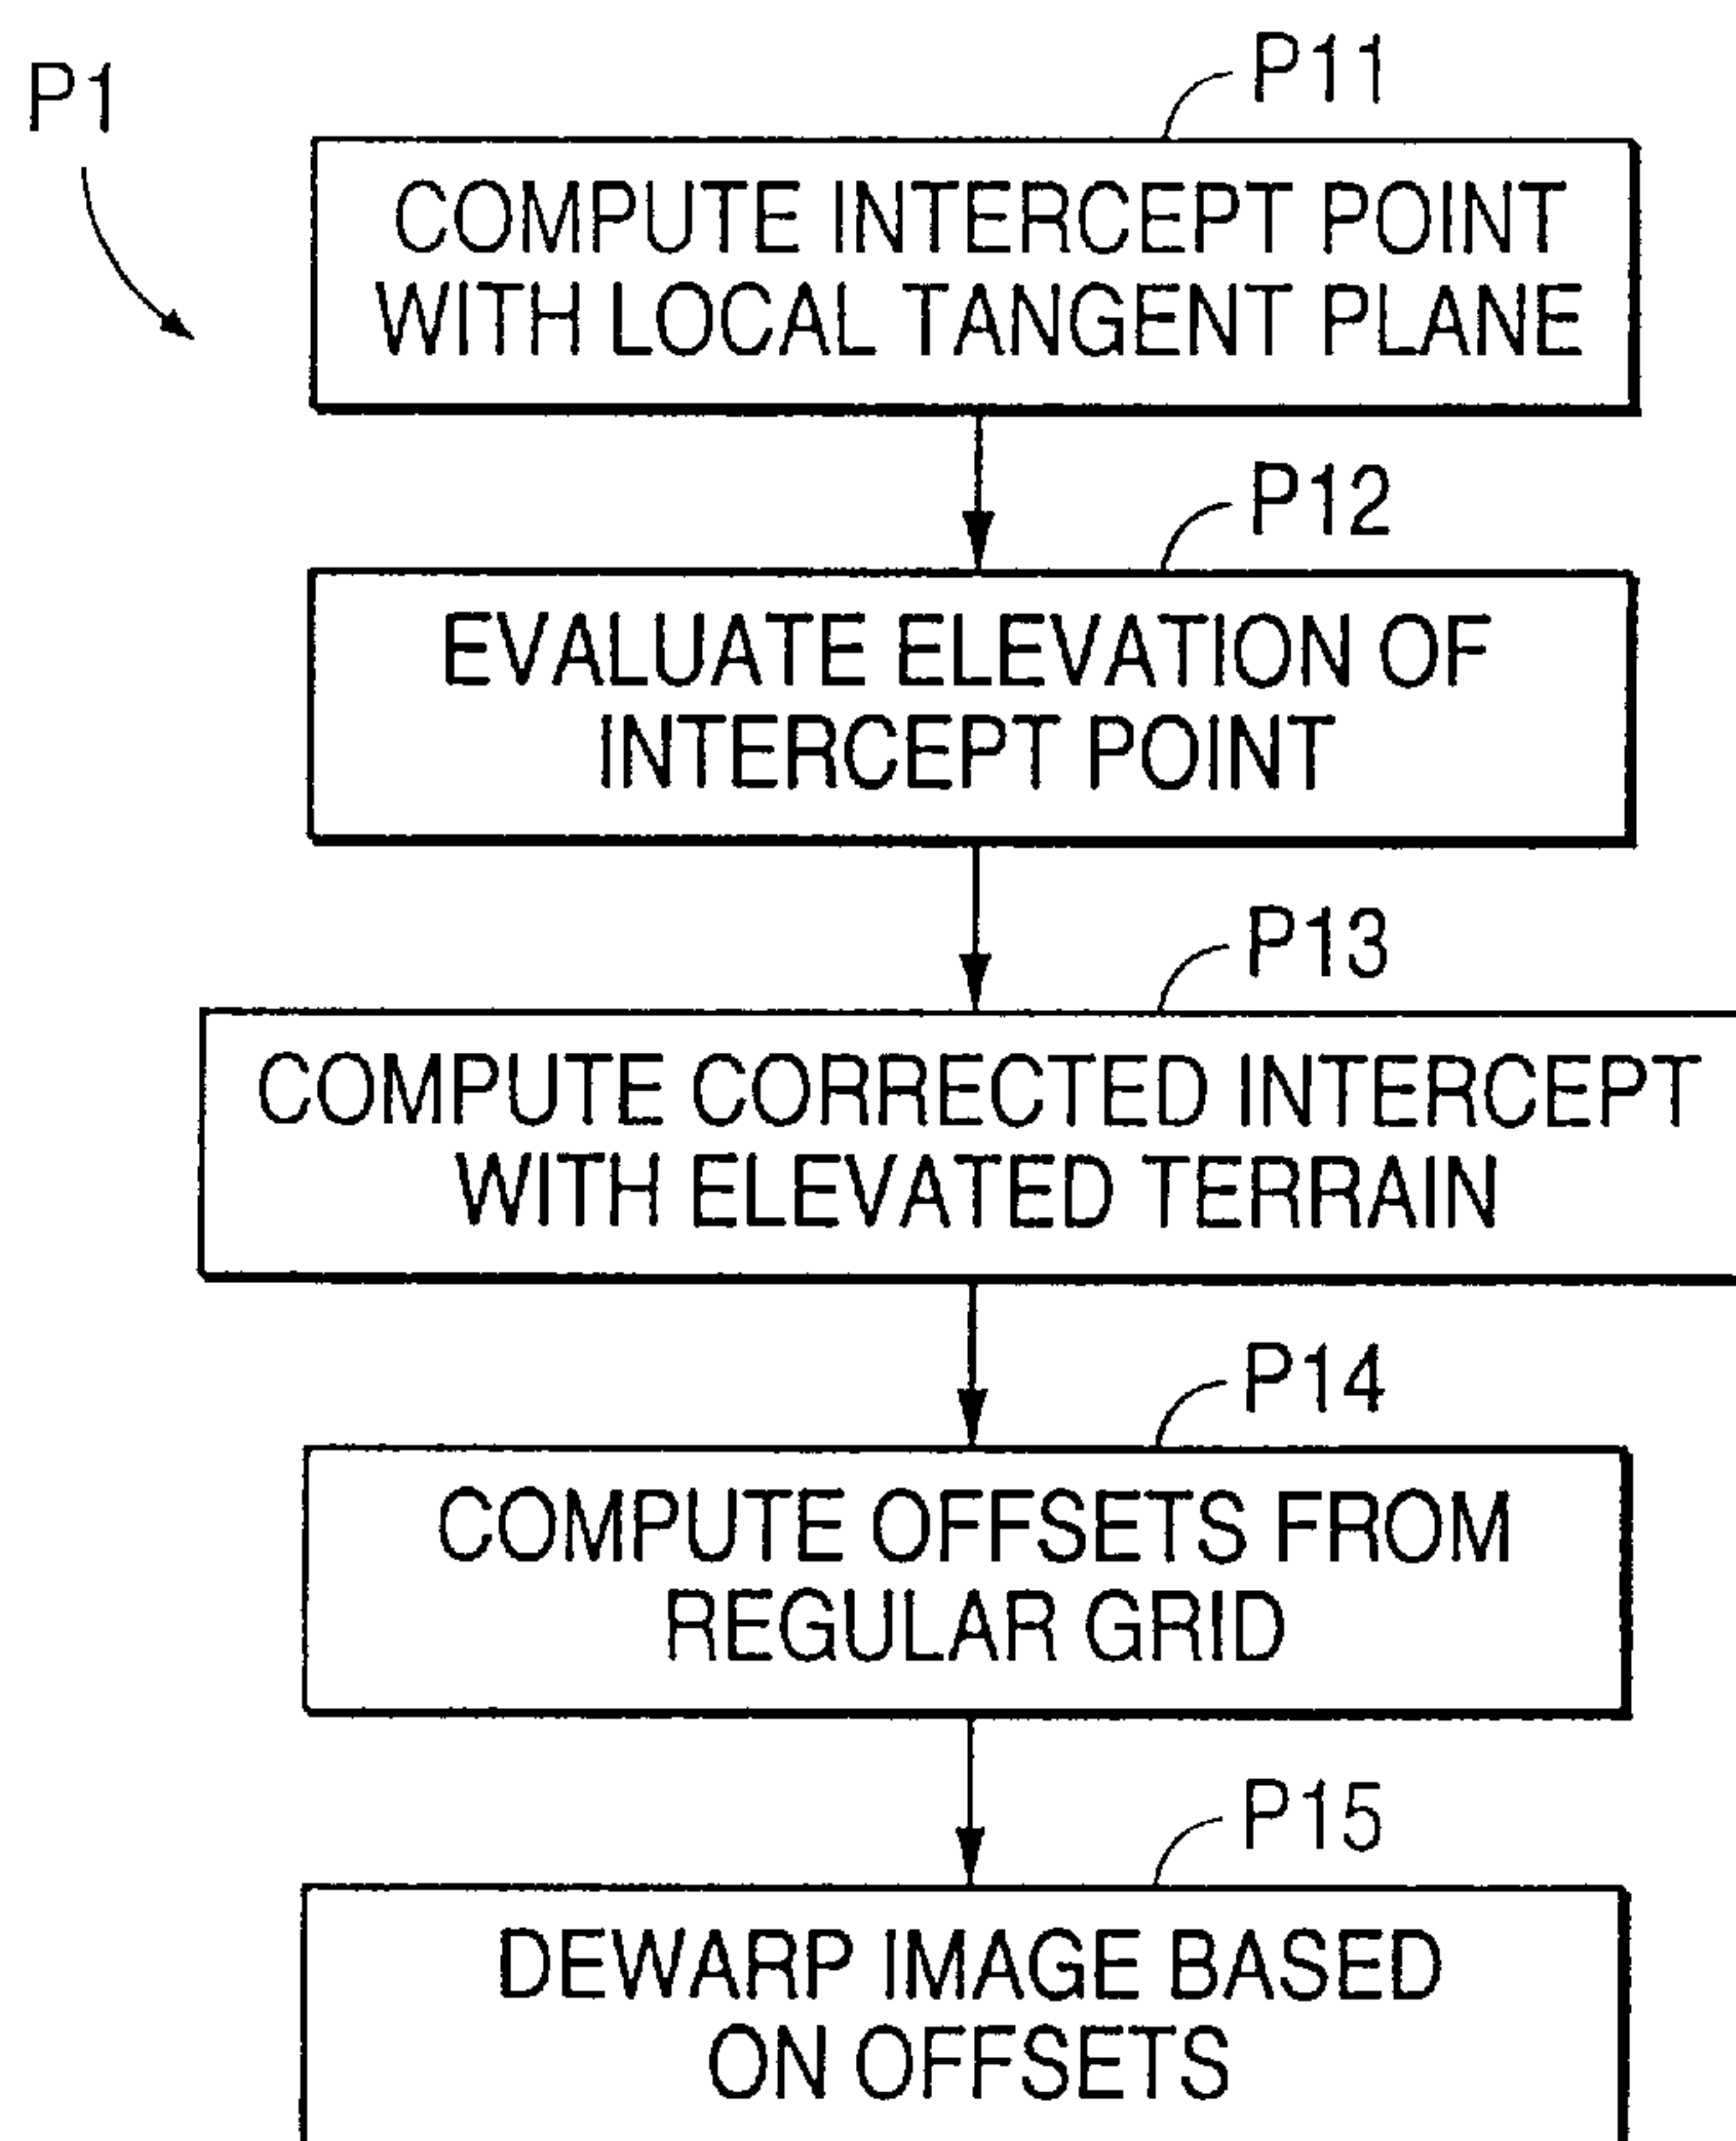 P1
P11
COMPUTE INTERCEPT POINT
WITH LOCAL TANGENT PLANE
P12
EVALUATE ELEVATION OF
INTERCEPT POINT
P13
COMPUTE CORRECTED INTERCEPT
WITH ELEVATED TERRAIN
P14
COMPUTE OFFSETS FROM
REGULAR GRID
P15
DEWARP IMAGE BASED
ON OFFSETS